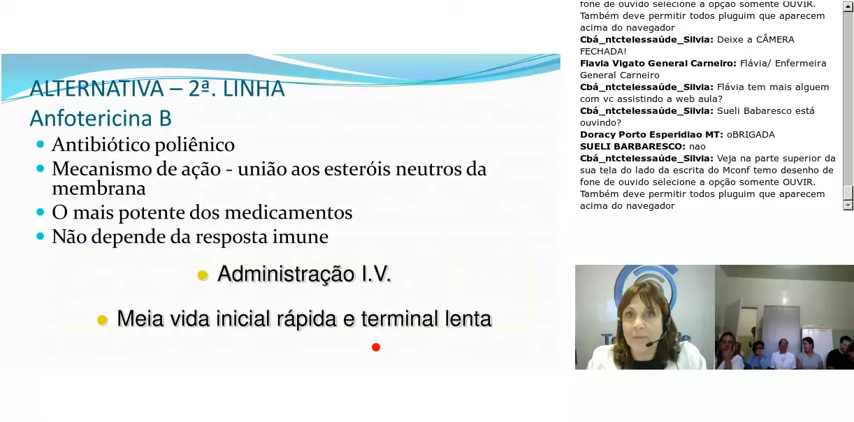 ALTERNATIVA – 2ª. LINHA
Anfotericina B
Antibiótico poliênico
Mecanismo de ação - união aos esteróis neutros da
membrana
O mais potente dos medicamentos
Não depende da resposta imune
Administração I.V.
Meia vida inicial rápida e terminal lenta
fone de ouvido selecione a opção somente OUVIR.
Também deve permitir todos pluguim que aparecem
acima do navegador
Cbá_ntctelessaúde_Silvia: Deixe a CÂMERA
FECHADA!
Flavia Vigato General Carneiro: Flávia/ Enfermeira
General Carneiro
Cbá_ntctelessaúde_Silvia: Flávia tem mais alguem
com vc assistindo a web aula?
Cbá_ntctelessaúde_Silvia: Sueli Babaresco está
ouvindo?
Doracy Porto Esperidiao MT: oBRIGADA
SUELI BARBARESCO: nao
Cbá_ntctelessaúde_Silvia: Veja na parte superior da
sua tela do lado da escrita do Mconf temo desenho de
fone de ouvido selecione a opção somente OUVIR.
Também deve permitir todos pluguim que aparecem
acima do navegador